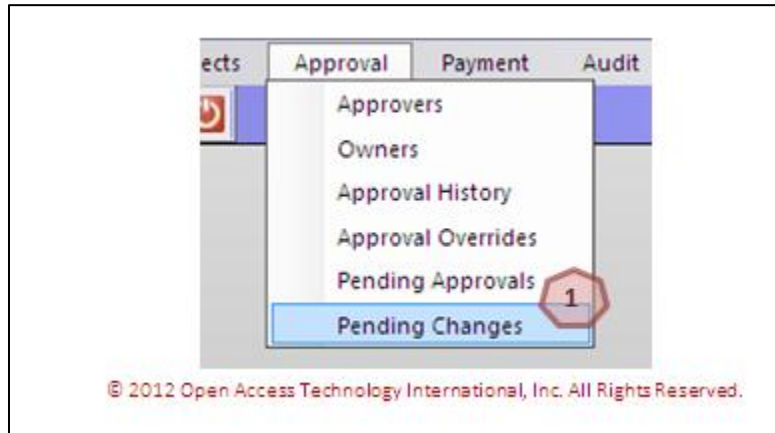 ects Approval Payment Audit
Approvers
Owners
Approval History
Approval Overrides
Pending Approvals
1
Pending Changes
© 2012 Open Access Technology International, Inc. All Rights Reserved.